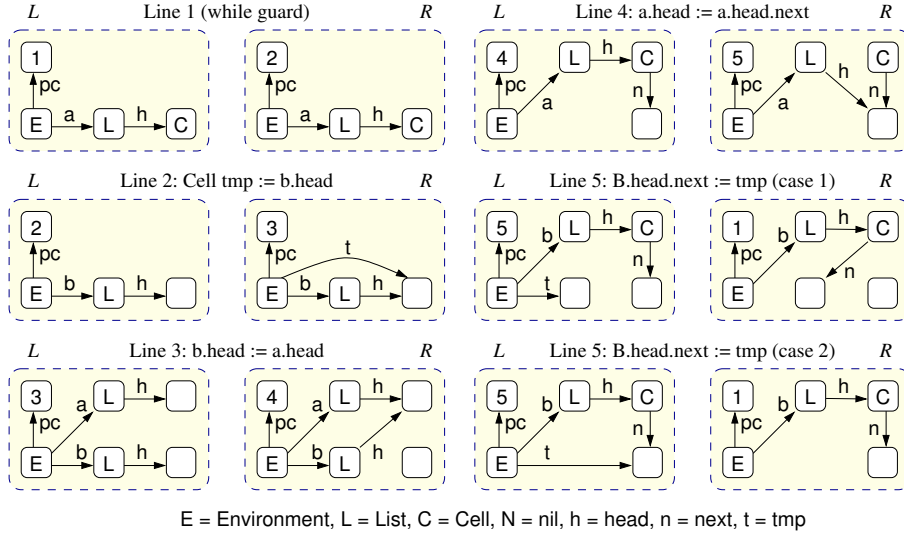 L Line 1 (while guard) R
1 2
pc pc
E a L h C E a L h C
L Line 4: a.head := a.head.next R
4 L h C 5 L h C
pc a n pc a n
E E
L Line 2: Cell tmp := b.head R
2 3
pc pc t
E b L h E b L h
L Line 5: B.head.next := tmp (case 1) R
5 b L h C 1 b L h C
pc n pc n
E t E
L Line 3: b.head := a.head R
3 a L h 4 a L h
pc pc
E b L h E b L h
L Line 5: B.head.next := tmp (case 2) R
5 b L h C 1 b L h C
pc n pc n
E t E
E = Environment, L = List, C = Cell, N = nil, h = head, n = next, t = tmp